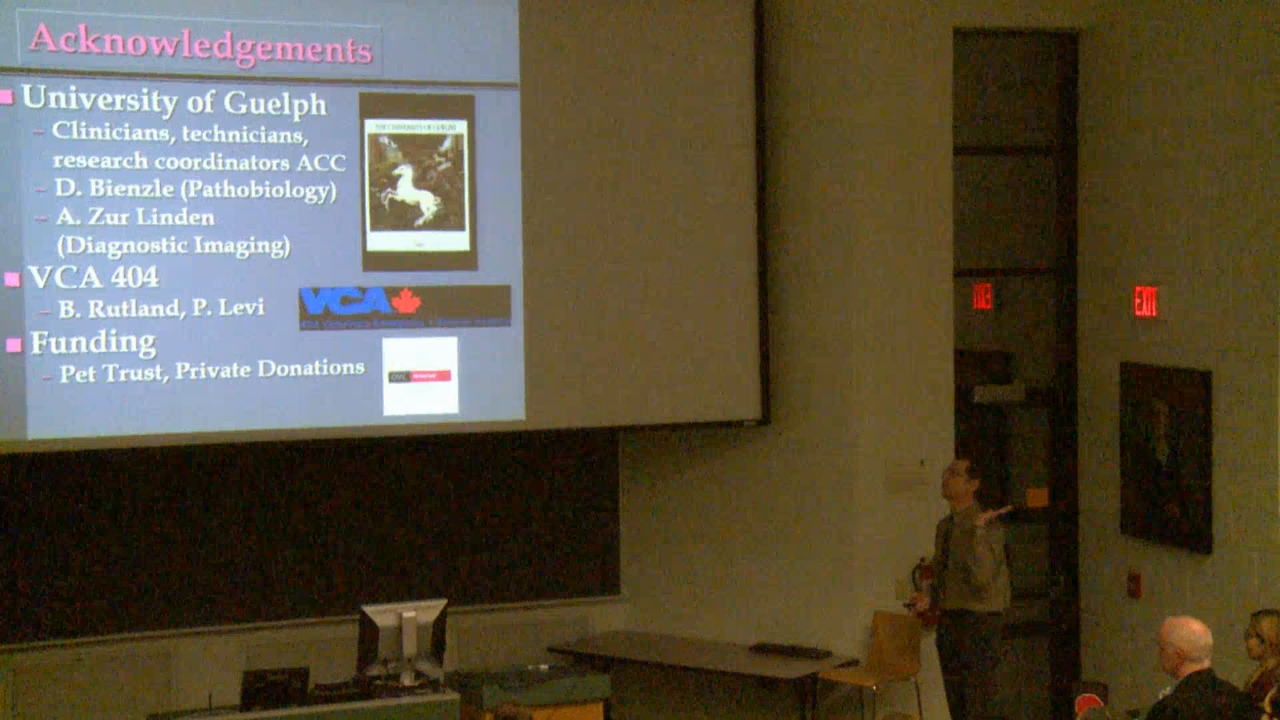 Acknowledgements
University of Guelph
– Clinicians, technicians,
research coordinators ACC
– D. Bienzle (Pathobiology)
– A. Zur Linden
(Diagnostic Imaging)
VCA 404
– B. Rutland, P. Levi
VCA
Funding
– Pet Trust, Private Donations
EXIT